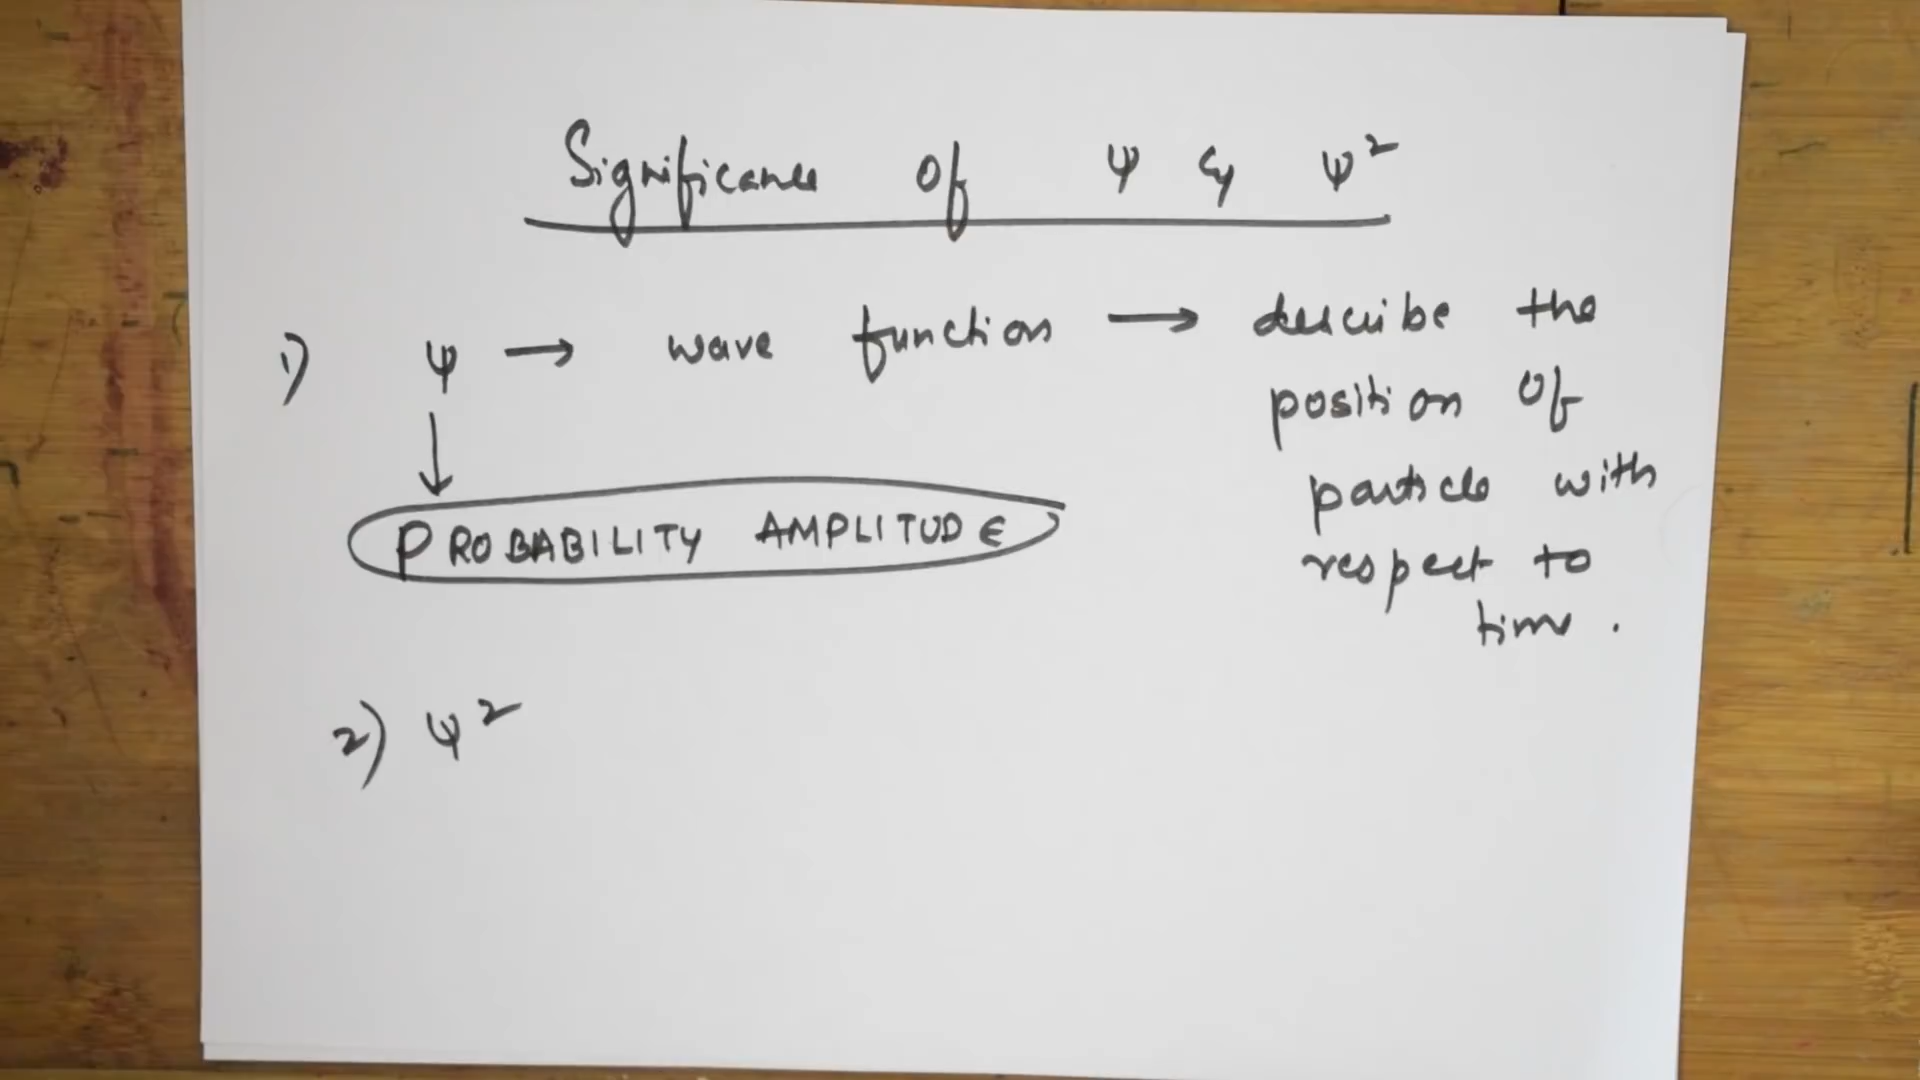 Significance of ψ & ψ²
1) ψ → wave function → describe the
position of
particle with
respect to
time.
↓
PROBABILITY AMPLITUDE
2) ψ²